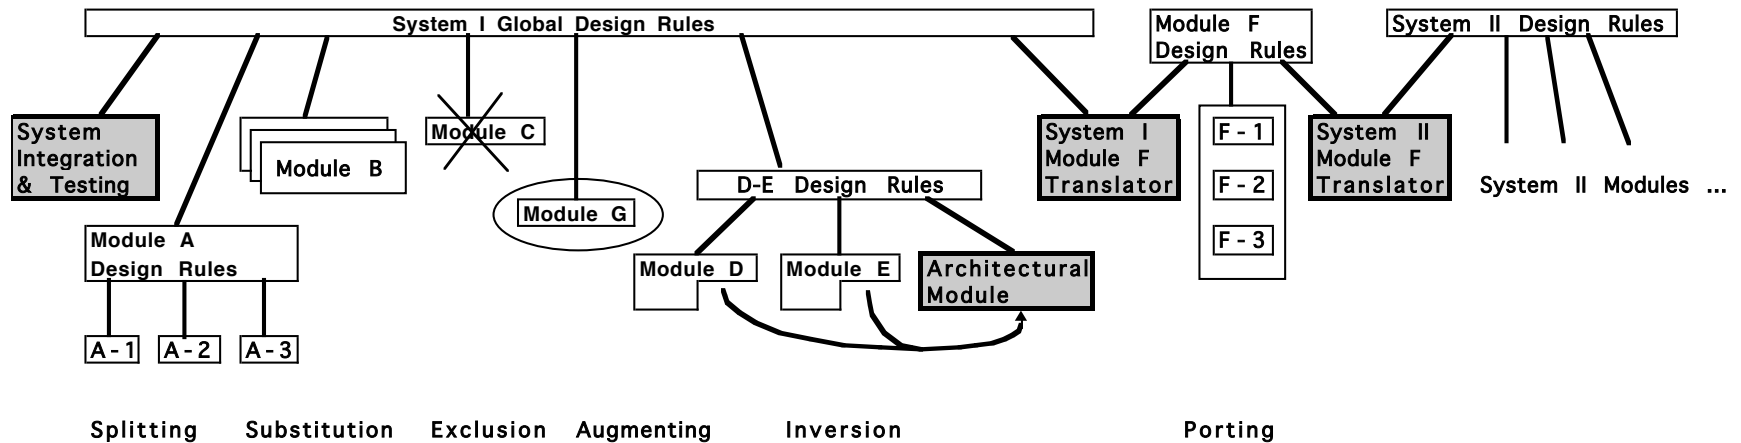 System I Global Design Rules
Module F
Design Rules
System II Design Rules
System
Integration
& Testing
Module B
Module C
Module G
D-E Design Rules
System I
Module F
Translator
F-1
F-2
F-3
System II
Module F
Translator
System II Modules ...
Module A
Design Rules
A-1
A-2
A-3
Module D
Module E
Architectural
Module
Splitting
Substitution
Exclusion
Augmenting
Inversion
Porting